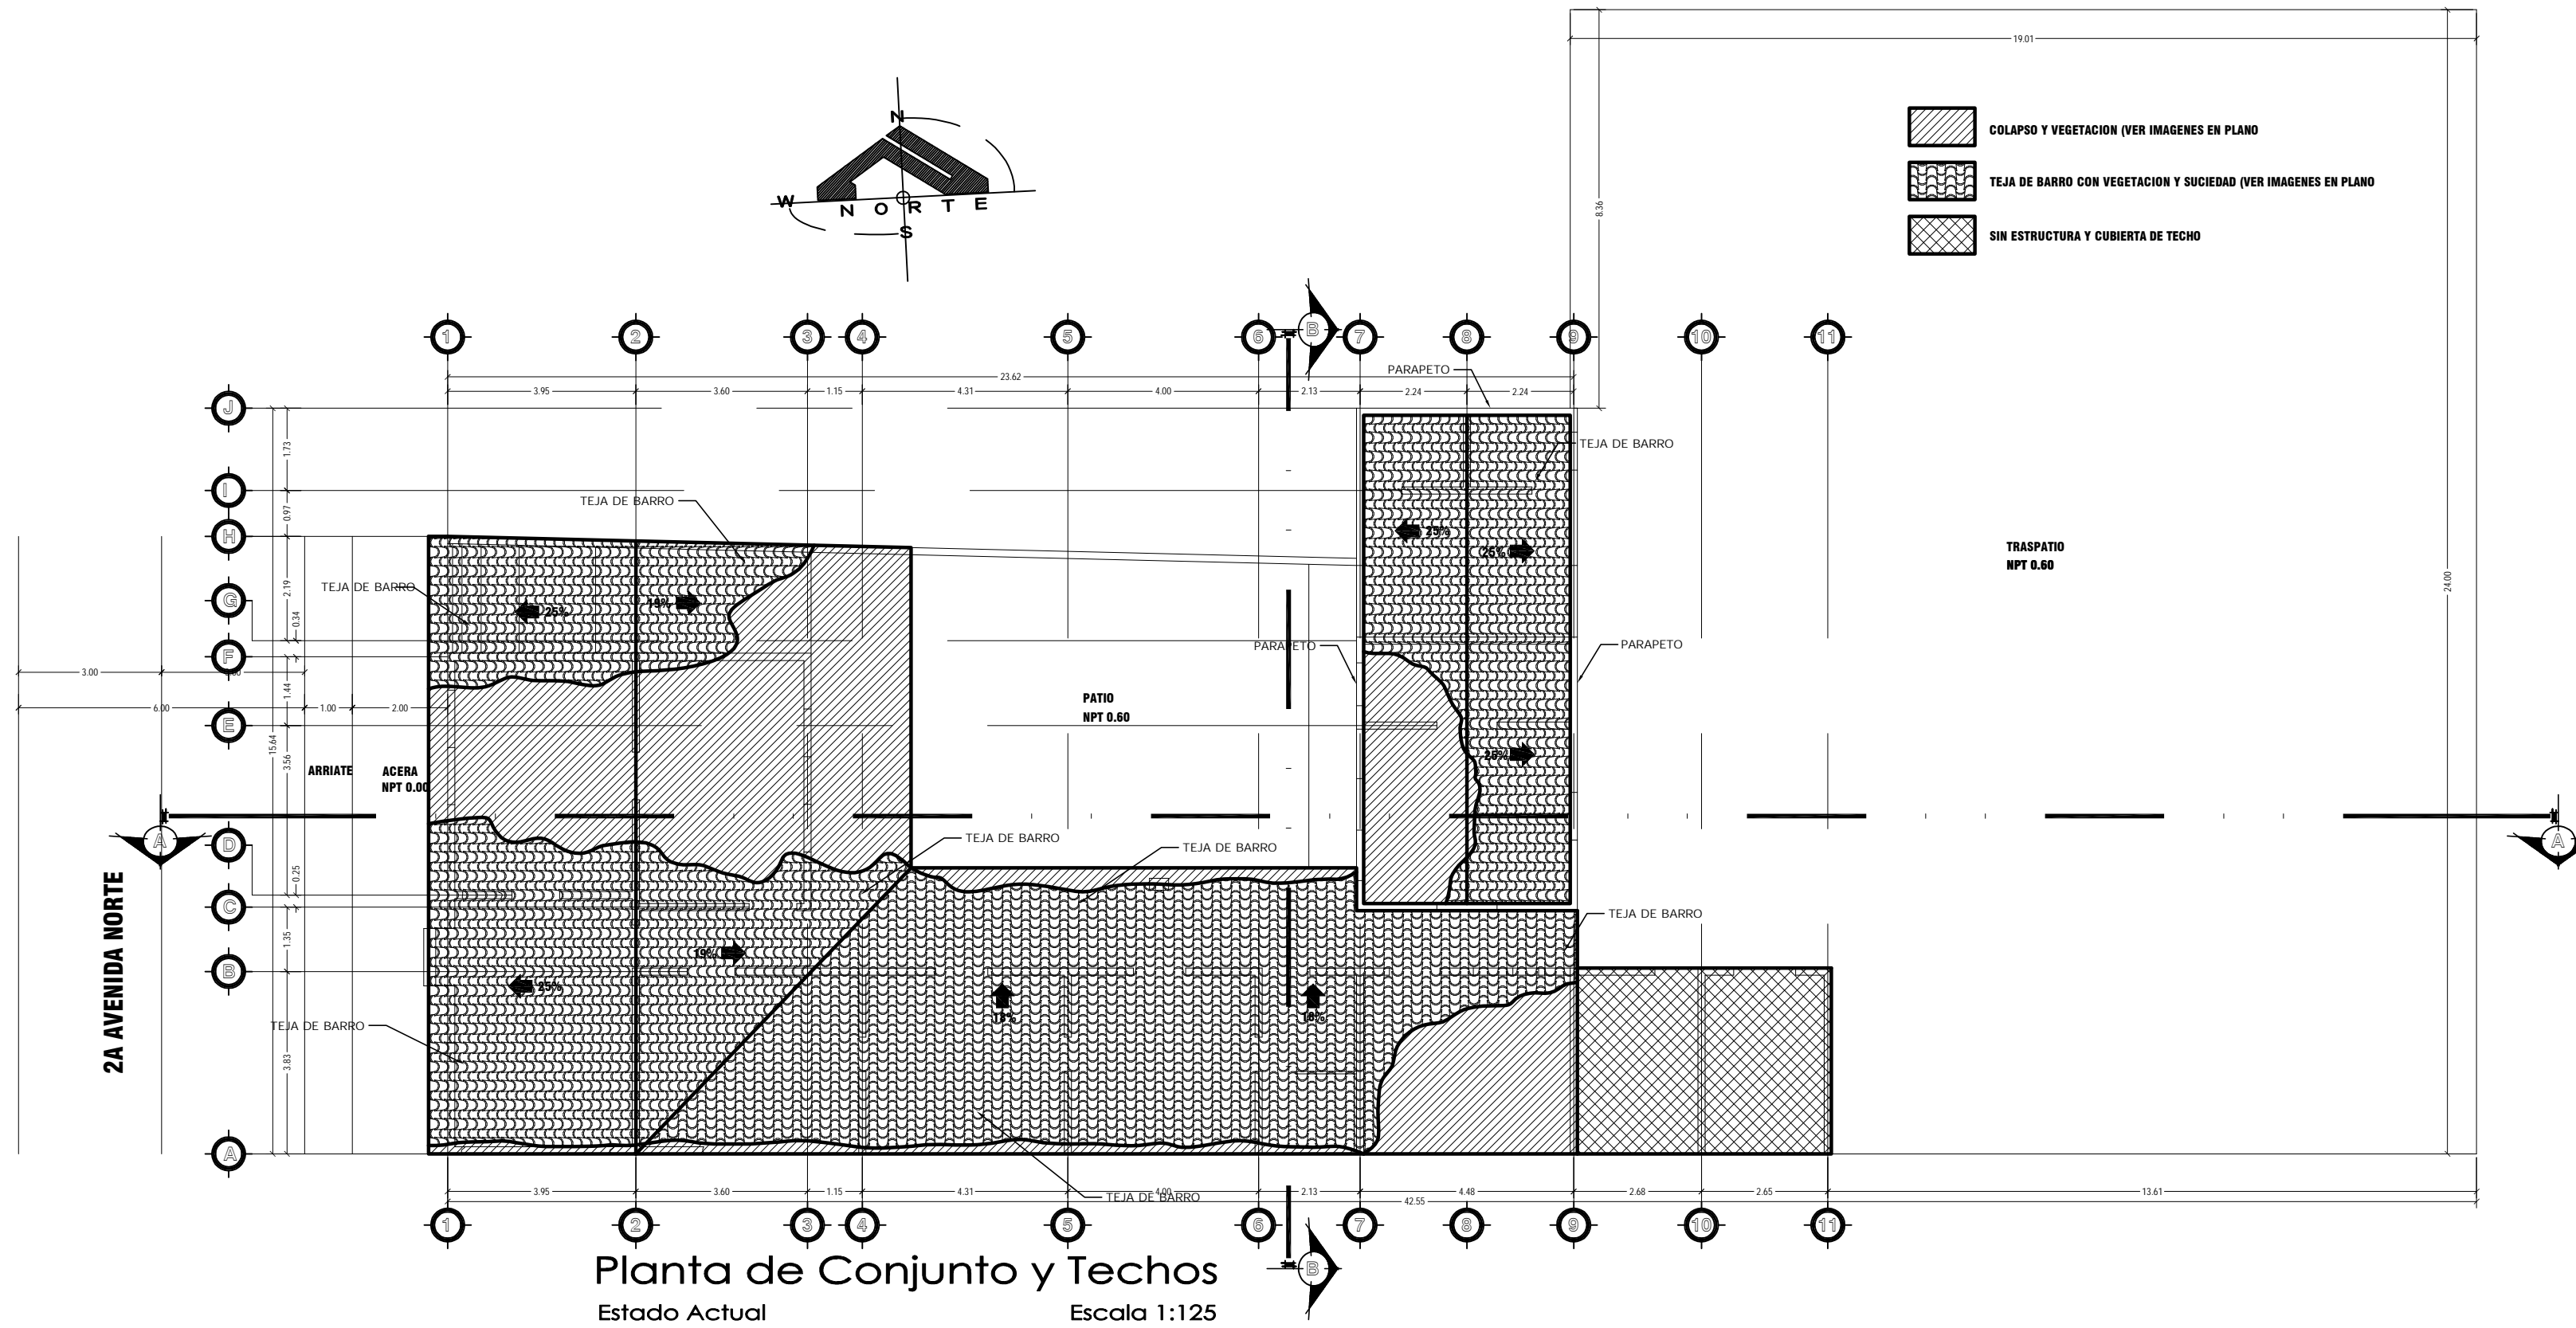 19.01
COLAPSO Y VEGETACION (VER IMAGENES EN PLANO
TEJA DE BARRO CON VEGETACION Y SUCIEDAD (VER IMAGENES EN PLANO
SIN ESTRUCTURA Y CUBIERTA DE TECHO
8.36
N
W
N O R T E
S
1 2 3 4 5 6 B 7 8 9 10 11
23.62
PARAPETO
3.95 3.60 1.15 4.31 4.00 2.13 2.24 2.24
J
1.73
TEJA DE BARRO
I
TEJA DE BARRO
0.97
H
25%
25%
TRASPATIO
NPT 0.60
24.00
2.19
TEJA DE BARRO
G
25%
19%
0.34
F
PARAPETO
PARAPETO
3.00
1.44
PATIO
NPT 0.60
6.00 1.00 2.00
E
15.64
3.56
25%
ARRIATE
ACERA
NPT 0.00
A
A
D
TEJA DE BARRO
TEJA DE BARRO
0.25
C
TEJA DE BARRO
2A AVENIDA NORTE
1.35
19%
B
25%
18%
18%
TEJA DE BARRO
3.83
A
3.95 3.60 1.15 4.31 4.00 2.13 4.48 2.68 2.65 13.61
TEJA DE BARRO
42.55
1 2 3 4 5 6 7 8 9 10 11
B
Planta de Conjunto y Techos
Estado Actual
Escala 1:125